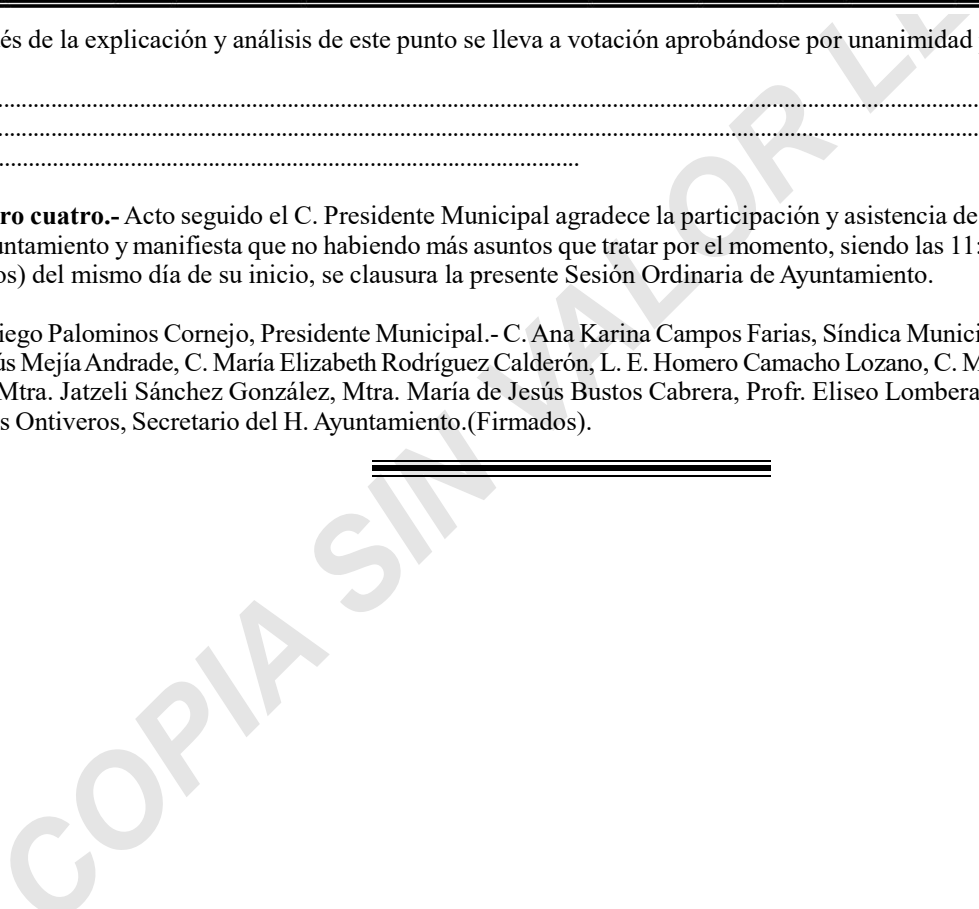 és de la explicación y análisis de este punto se lleva a votación aprobándose por unanimidad
................................................................................................................................................................
................................................................................................................................................................
.........................................................................................
ro cuatro.- Acto seguido el C. Presidente Municipal agradece la participación y asistencia de
untamiento y manifiesta que no habiendo más asuntos que tratar por el momento, siendo las 11:
os) del mismo día de su inicio, se clausura la presente Sesión Ordinaria de Ayuntamiento.
iego Palominos Cornejo, Presidente Municipal.- C. Ana Karina Campos Farias, Síndica Munici
ús Mejía Andrade, C. María Elizabeth Rodríguez Calderón, L. E. Homero Camacho Lozano, C. M
Mtra. Jatzeli Sánchez González, Mtra. María de Jesús Bustos Cabrera, Profr. Eliseo Lombera
s Ontiveros, Secretario del H. Ayuntamiento.(Firmados).
COPIA SIN VALOR LE